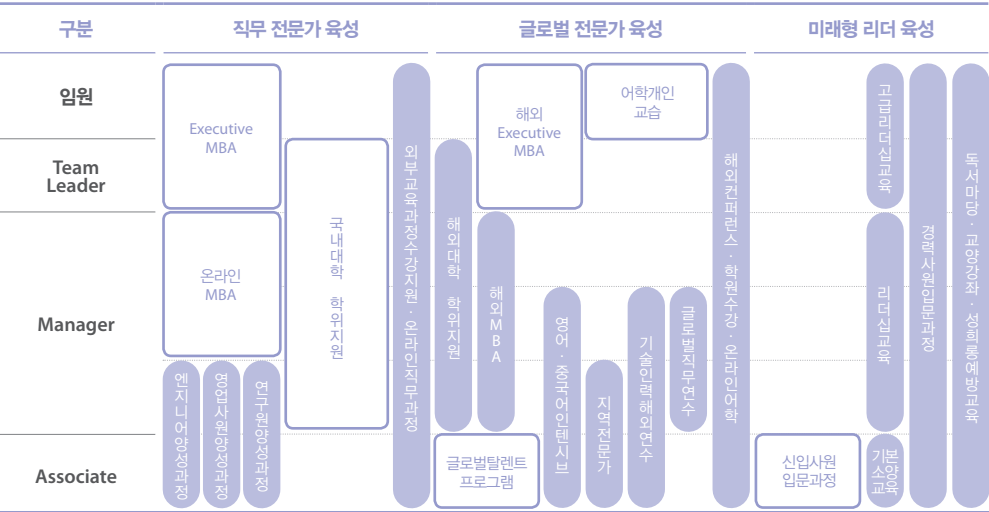 구분
직무 전문가 육성
글로벌 전문가 육성
미래형 리더 육성
임원
Team
Leader
Manager
Associate
Executive
MBA
온라인
MBA
엔지니어양성과정
영업사원양성과정
연구원양성과정
국내대학 학위지원
외부교육과정수강지원 · 온라인직무과정
해외대학 학위지원
해외
Executive
MBA
해외MBA
글로벌탈렌트
프로그램
어학개인
교습
영어 · 중국어인텐시브
지역전문가
기술인력해외연수
글로벌직무연수
해외컨퍼런스 · 학원수강 · 온라인어학
신입사원
입문과정
고급리더십교육
리더십교육
기본
소양
교육
경력사원입문과정
독서마당 · 교양강좌 · 성희롱예방교육